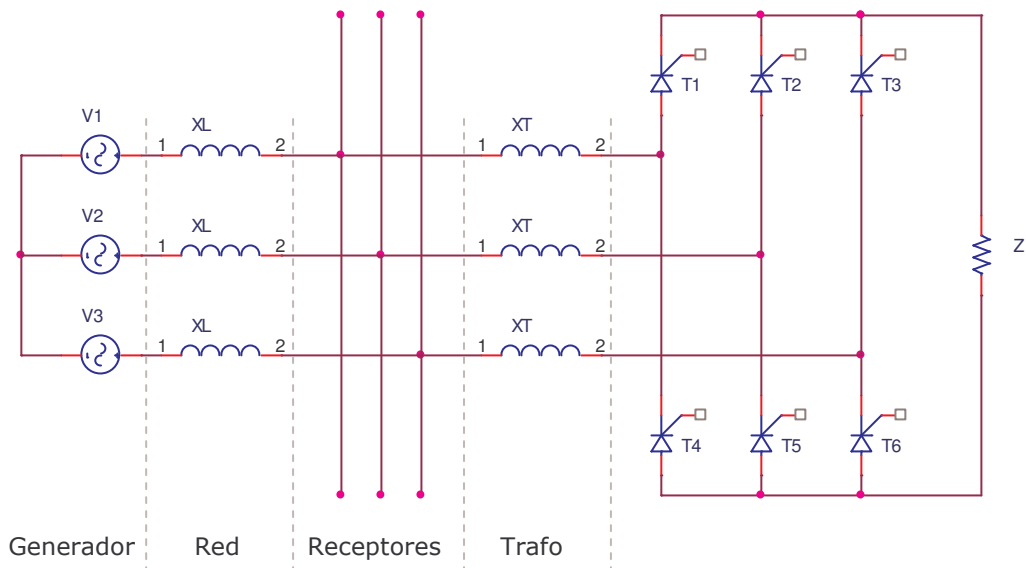 T1 T2 T3
V1 XL XT
1 2 1 2
V2 XL XT
1 2 1 2
Z
V3 XL XT
1 2 1 2
T4 T5 T6
Generador Red Receptores Trafo